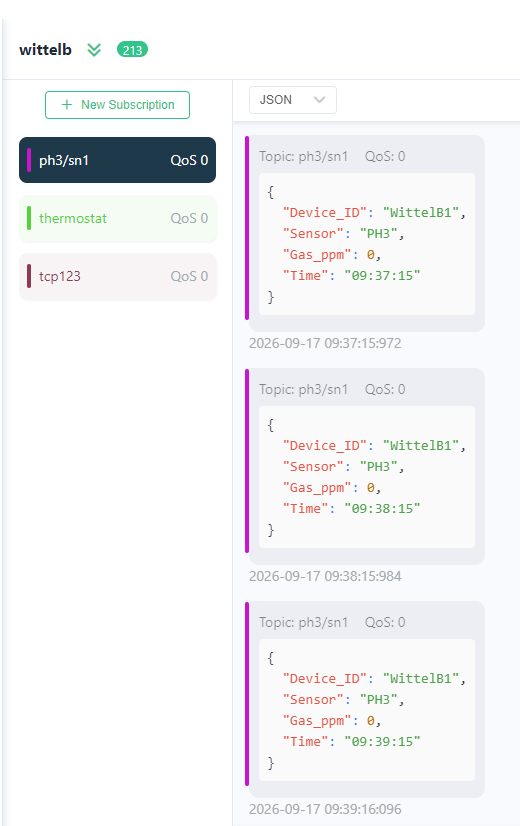 wittelb 213
New Subscription
JSON
ph3/sn1 QoS 0
thermostat QoS 0
tcp123 QoS 0
Topic: ph3/sn1 QoS: 0
{
"Device_ID": "WittelB1",
"Sensor": "PH3",
"Gas_ppm": 0,
"Time": "09:37:15"
}
2026-09-17 09:37:15:972
Topic: ph3/sn1 QoS: 0
{
"Device_ID": "WittelB1",
"Sensor": "PH3",
"Gas_ppm": 0,
"Time": "09:38:15"
}
2026-09-17 09:38:15:984
Topic: ph3/sn1 QoS: 0
{
"Device_ID": "WittelB1",
"Sensor": "PH3",
"Gas_ppm": 0,
"Time": "09:39:15"
}
2026-09-17 09:39:16:096